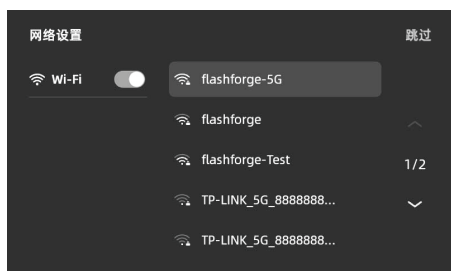 网络设置
跳过
Wi-Fi
flashforge-5G
flashforge
flashforge-Test
1/2
TP-LINK_5G_8888888...
TP-LINK_5G_8888888...